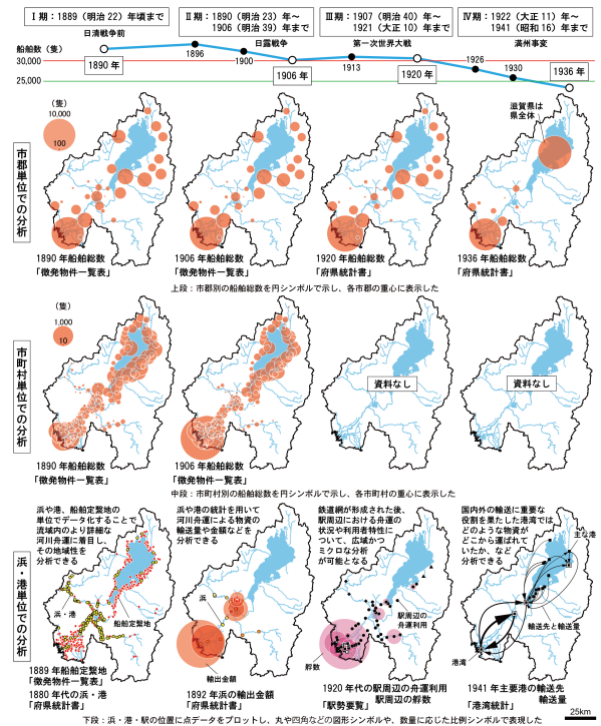 Ⅰ期：1889（明治 22）年頃まで
Ⅱ期：1890（明治 23）年〜
1906（明治 39）年まで
Ⅲ期：1907（明治 40）年〜
1921（大正 10）年まで
Ⅳ期：1922（大正 11）年〜
1941（昭和 16）年まで
船舶数（隻）
日清戦争前
日露戦争
第一次世界大戦
満州事変
30,000
25,000
1890 年
1896
1900
1906 年
1913
1920 年
1926
1930
1936 年
市郡単位での分析
（隻）
10,000
100
滋賀県は
県全体
1890 年船舶総数
「徴発物件一覧表」
1906 年船舶総数
「徴発物件一覧表」
1920 年船舶総数
「府県統計書」
1936 年船舶総数
「府県統計書」
上段：市郡別の船舶総数を円シンボルで示し、各市郡の重心に表示した
市町村単位での分析
（隻）
1,000
10
資料なし
資料なし
1890 年船舶総数
「徴発物件一覧表」
1906 年船舶総数
「徴発物件一覧表」
中段：市町村別の船舶総数を円シンボルで示し、各市町村の重心に表示した
浜・港単位での分析
浜や港、船舶定繋地の
単位でデータ化することで
流域内のより詳細な
河川舟運に着目し、
その地域性を
分析できる
浜・港
船舶定繋地
1889 年船舶定繋地
「徴発物件一覧表」
1880 年代の浜・港
「府県統計書」
浜や港の統計を用いて
河川舟運による物資の
輸送量や金額などを
分析できる
浜
輸出金額
1892 年浜の輸出金額
「府県統計書」
鉄道網が形成された後、
駅周辺における舟運の
状況や利用者特性に
ついて、広域かつ
ミクロな分析
が可能となる
駅周辺の
舟運利用
艀数
1920 年代の駅周辺の舟運利用
「駅勢要覧」 駅周辺の艀数
国内外の輸送に重要な
役割を果たした港湾では
どのような物資が
どこから運ばれて
いたか、など
分析できる
主な港
輸送先と輸送量
港湾
1941 年主要港の輸送先
「港湾統計」 輸送量
25km
下段：浜・港・駅の位置に点データをプロットし、丸や四角などの図形シンボルや、数量に応じた比例シンボルで表現した